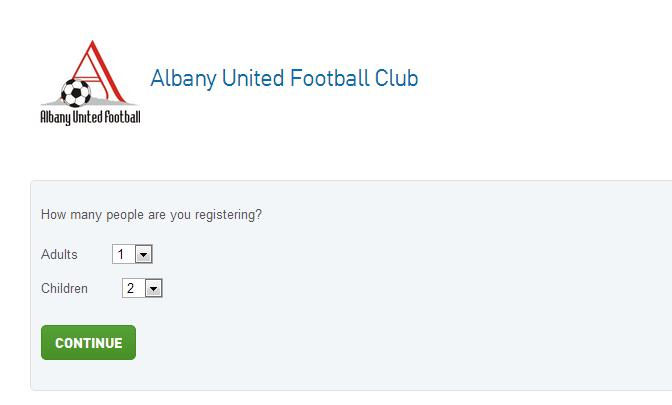 Albany United Football Club
Albany United Football
How many people are you registering?
Adults 1
Children 2
CONTINUE